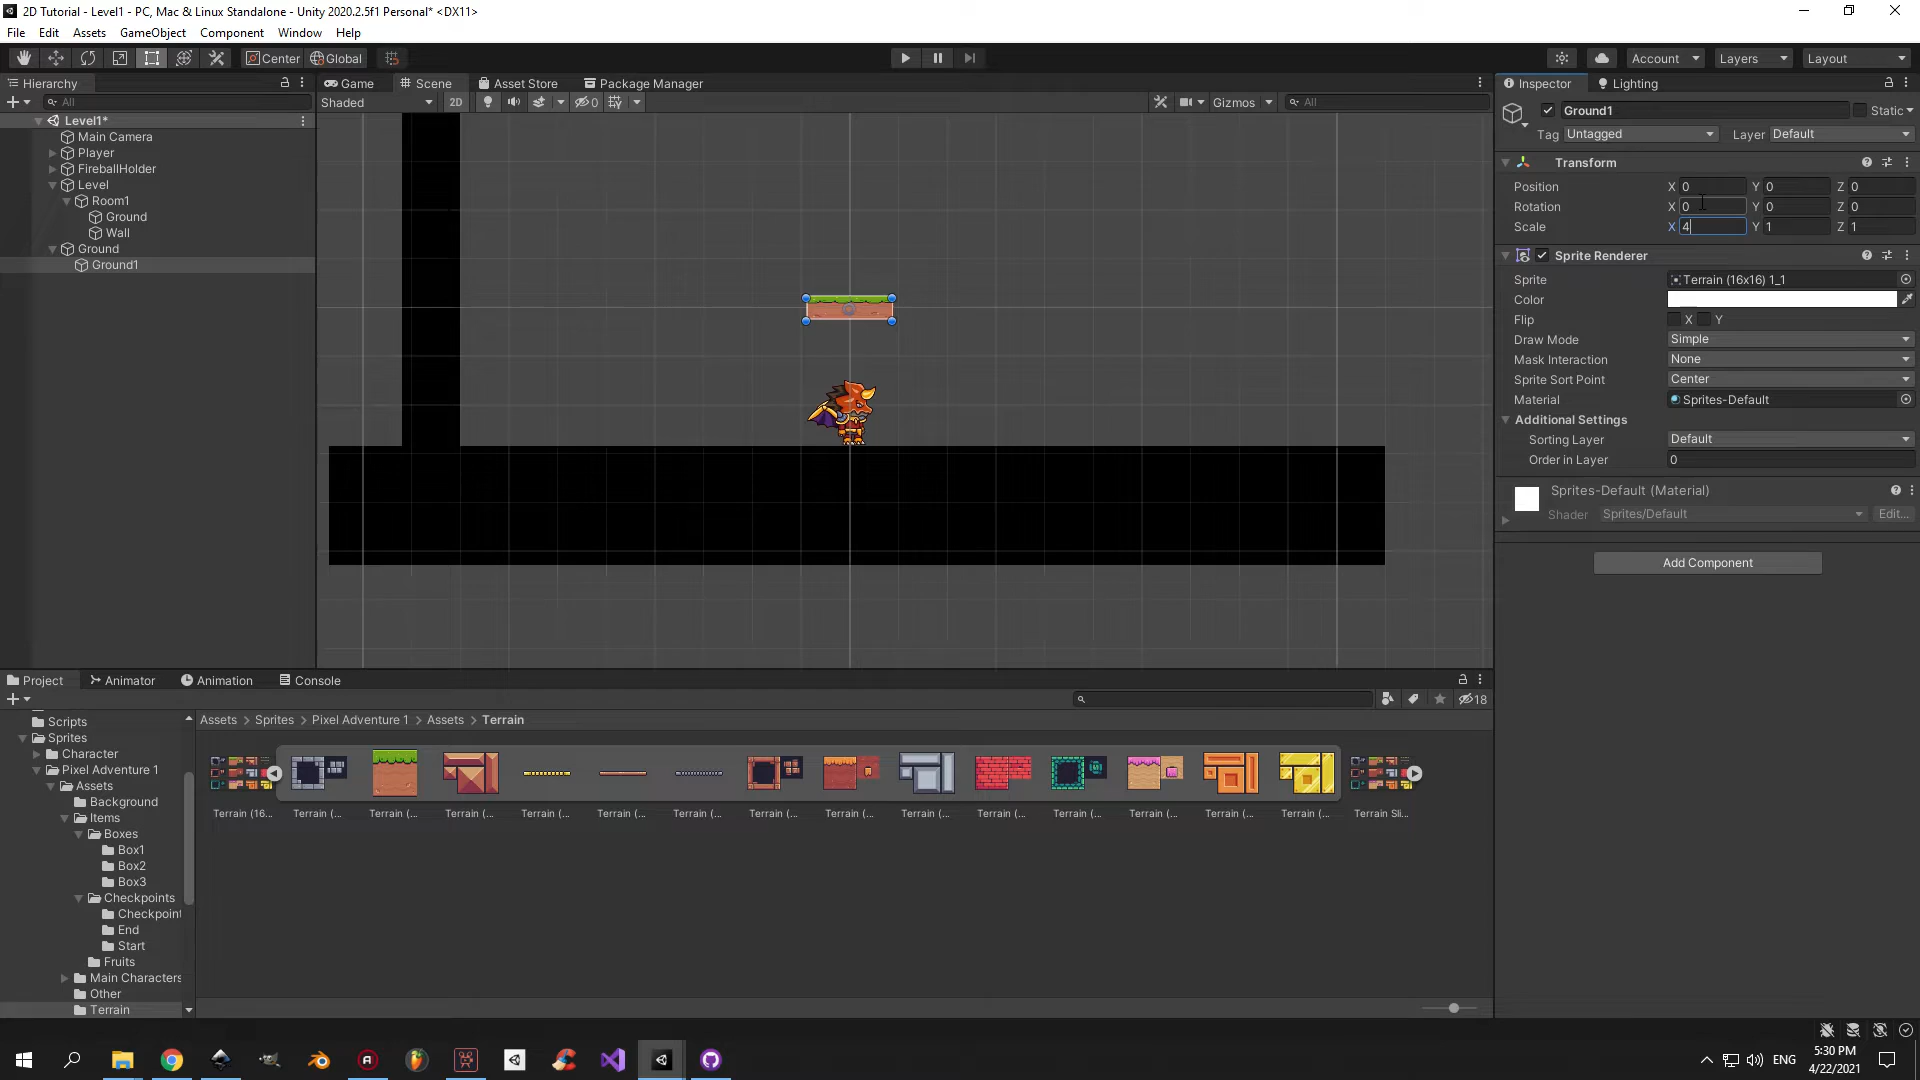 2D Tutorial - Level1 - PC, Mac & Linux Standalone - Unity 2020.2.5f1 Personal* <DX11>
File Edit Assets GameObject Component Window Help
Center Global Account Layers Layout
Hierarchy
Game Scene Asset Store Package Manager
Inspector Lighting
All
Shaded 2D 0 Gizmos All
Level1*
Main Camera
Player
FireballHolder
Level
Room1
Ground
Wall
Ground
Ground1
Ground1 Static
Tag Untagged Layer Default
Transform
Position X 0 Y 0 Z 0
Rotation X 0 Y 0 Z 0
Scale X 4 Y 1 Z 1
Sprite Renderer
Sprite Terrain (16x16) 1_1
Color
Flip X Y
Draw Mode Simple
Mask Interaction None
Sprite Sort Point Center
Material Sprites-Default
Additional Settings
Sorting Layer Default
Order in Layer 0
Sprites-Default (Material)
Shader Sprites/Default Edit...
Add Component
Project Animator Animation Console
18
Scripts
Sprites
Character
Pixel Adventure 1
Assets
Background
Items
Boxes
Box1
Box2
Box3
Checkpoints
Checkpoint
End
Start
Fruits
Main Characters
Other
Terrain
Assets > Sprites > Pixel Adventure 1 > Assets > Terrain
Terrain (16... Terrain (... Terrain (... Terrain (... Terrain (... Terrain (... Terrain (... Terrain (... Terrain (... Terrain (... Terrain (... Terrain (... Terrain (... Terrain (... Terrain (... Terrain Sli...
ENG
5:30 PM
4/22/2021